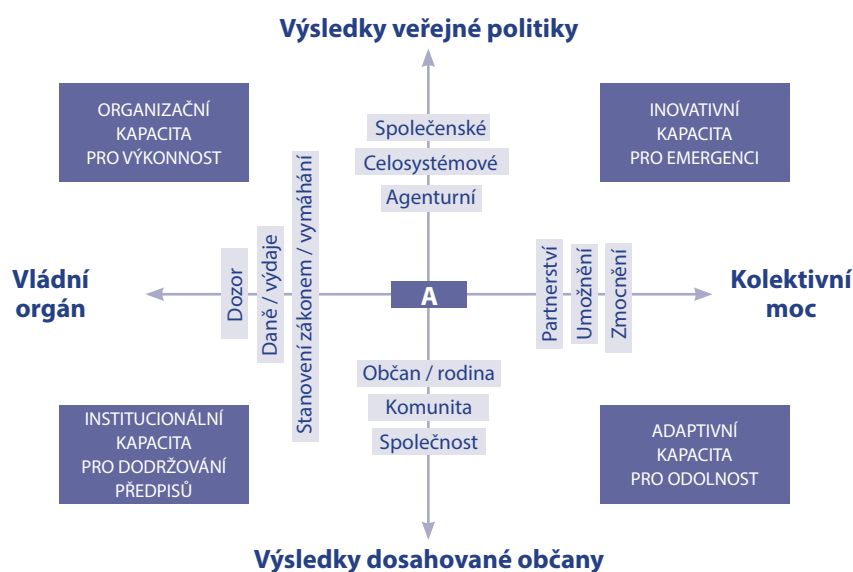 Výsledky veřejné politiky
ORGANIZAČNÍ
KAPACITA
PRO VÝKONNOST
INOVATIVNÍ
KAPACITA
PRO EMERGENCI
Společenské
Celosystémové
Agenturní
Vládní
orgán
Dozor
Daně / výdaje
Stanovení zákonem / vymáhání
A
Partnerství
Umožnění
Zmocnění
Kolektivní
moc
Občan / rodina
Komunita
Společnost
INSTITUCIONÁLNÍ
KAPACITA
PRO DODRŽOVÁNÍ
PŘEDPISŮ
ADAPTIVNÍ
KAPACITA
PRO ODOLNOST
Výsledky dosahované občany